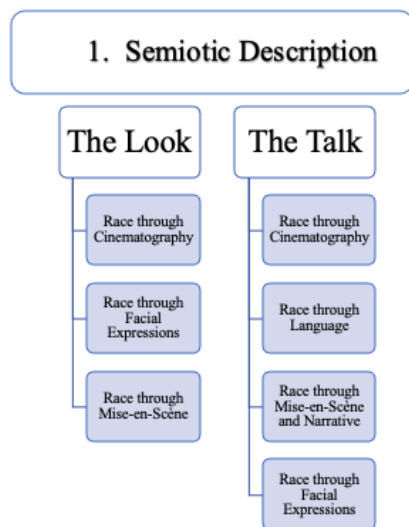 1. Semiotic Description
The Look
Race through
Cinematography
Race through
Facial
Expressions
Race through
Mise-en-Scène
The Talk
Race through
Cinematography
Race through
Language
Race through
Mise-en-Scène
and Narrative
Race through
Facial
Expressions